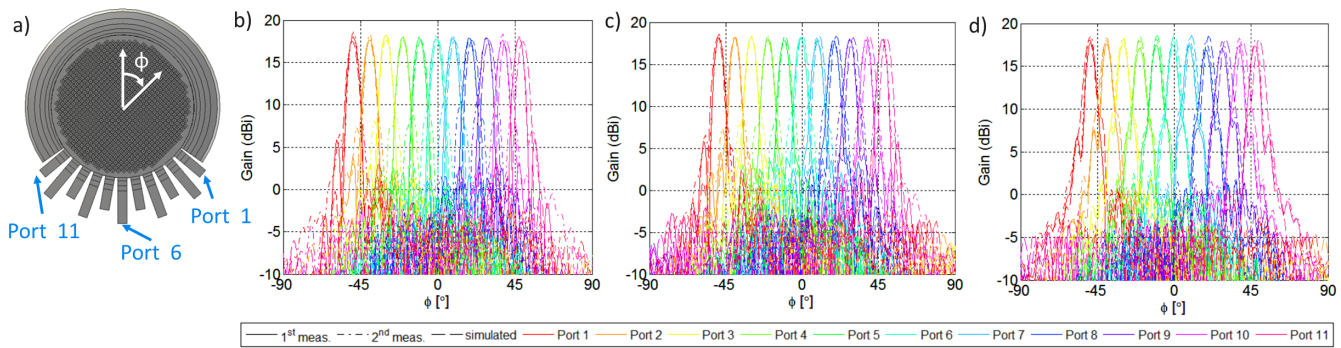 a)
ϕ
Port 11
Port 6
Port 1
b)
20
15
10
5
0
-5
-10
Gain (dBi)
-90
-45
0
45
90
ϕ [°]
c)
20
15
10
5
0
-5
-10
Gain (dBi)
-90
-45
0
45
90
ϕ [°]
d)
20
15
10
5
0
-5
-10
Gain (dBi)
-90
-45
0
45
90
ϕ [°]
1st meas. 2nd meas. simulated Port 1 Port 2 Port 3 Port 4 Port 5 Port 6 Port 7 Port 8 Port 9 Port 10 Port 11